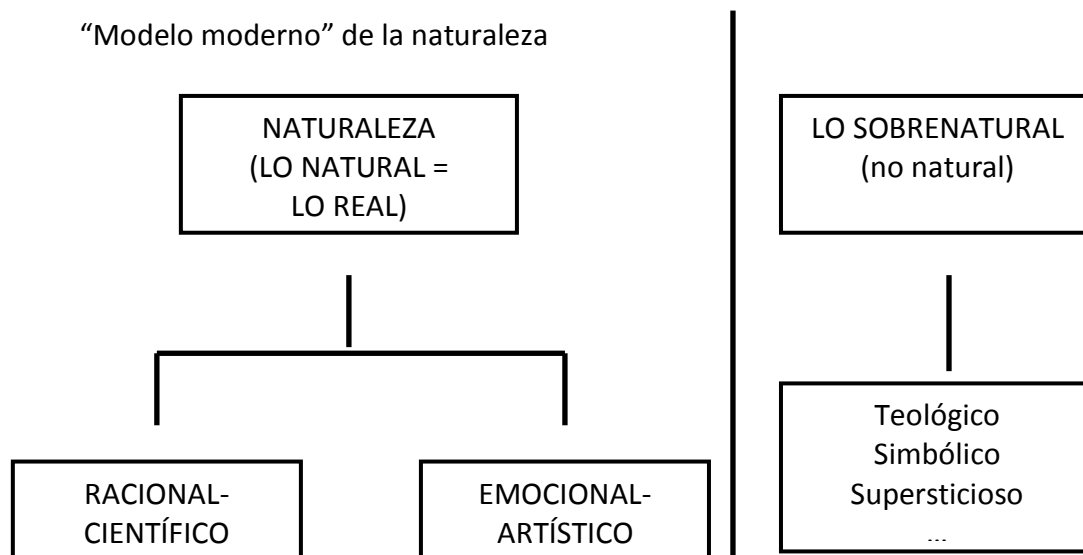 “Modelo moderno” de la naturaleza
NATURALEZA
(LO NATURAL =
LO REAL)
LO SOBRENATURAL
(no natural)
RACIONAL-
CIENTÍFICO
EMOCIONAL-
ARTÍSTICO
Teológico
Simbólico
Supersticioso
...